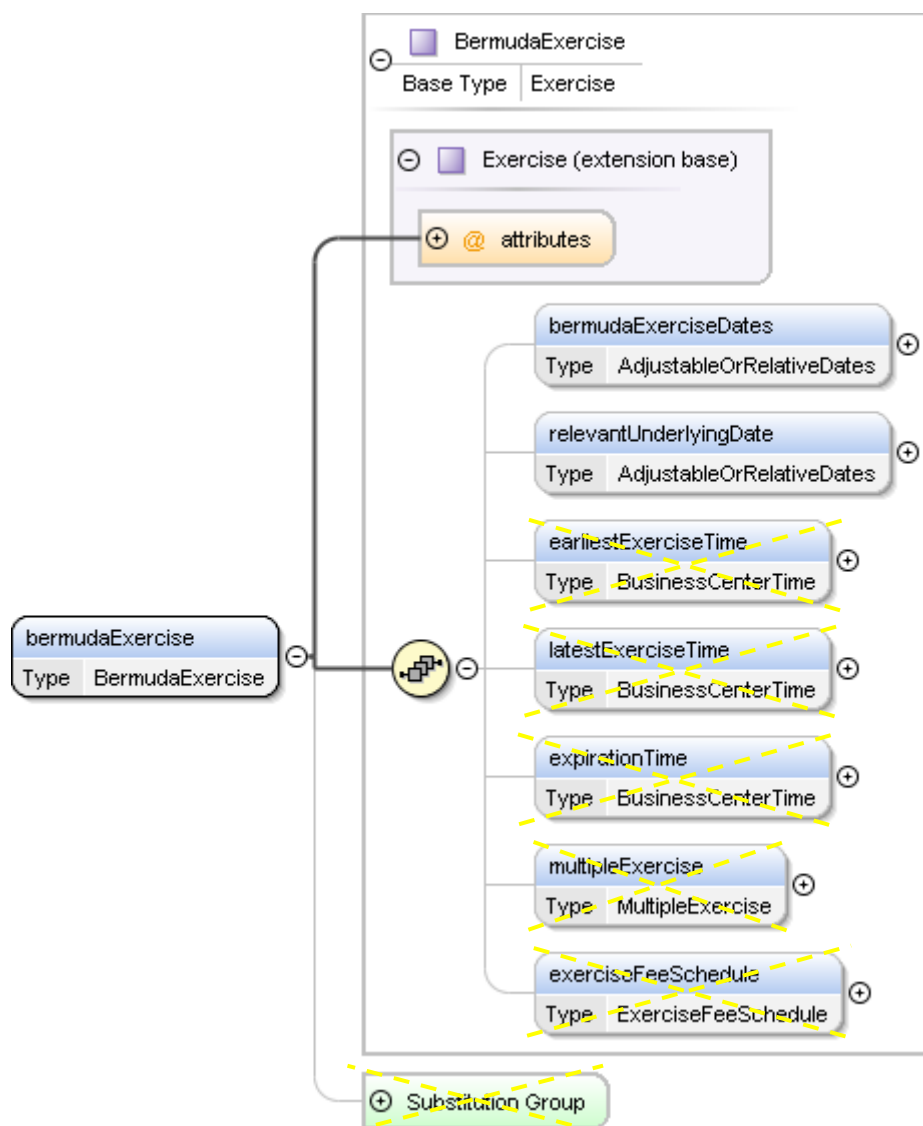 BermudaExercise
Base Type Exercise
Exercise (extension base)
@ attributes
bermudaExerciseDates
Type AdjustableOrRelativeDates
relevantUnderlyingDate
Type AdjustableOrRelativeDates
earliestExerciseTime
Type BusinessCenterTime
bermudaExercise
Type BermudaExercise
latestExerciseTime
Type BusinessCenterTime
expirationTime
Type BusinessCenterTime
multipleExercise
Type MultipleExercise
exerciseFeeSchedule
Type ExerciseFeeSchedule
Substitution Group